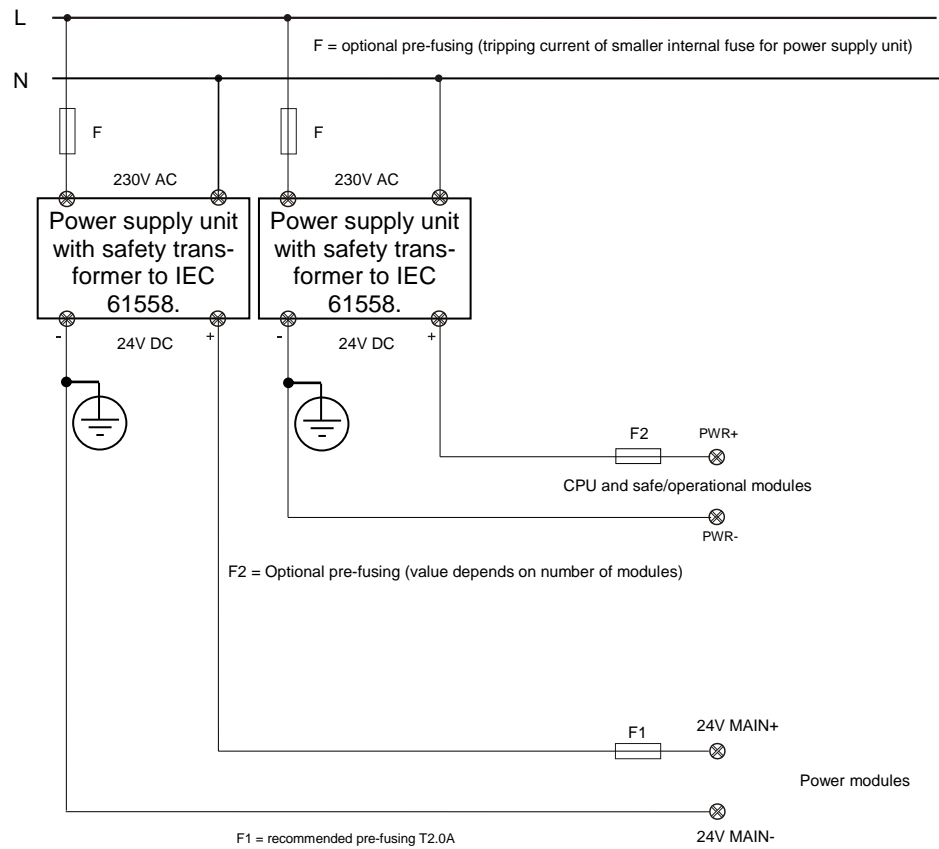 L
F = optional pre-fusing (tripping current of smaller internal fuse for power supply unit)
N
F
F
230V AC
230V AC
Power supply unit
with safety trans-
former to IEC
61558.
Power supply unit
with safety trans-
former to IEC
61558.
- 24V DC +
- 24V DC +
F2
PWR+
CPU and safe/operational modules
PWR-
F2 = Optional pre-fusing (value depends on number of modules)
F1
24V MAIN+
Power modules
F1 = recommended pre-fusing T2.0A
24V MAIN-